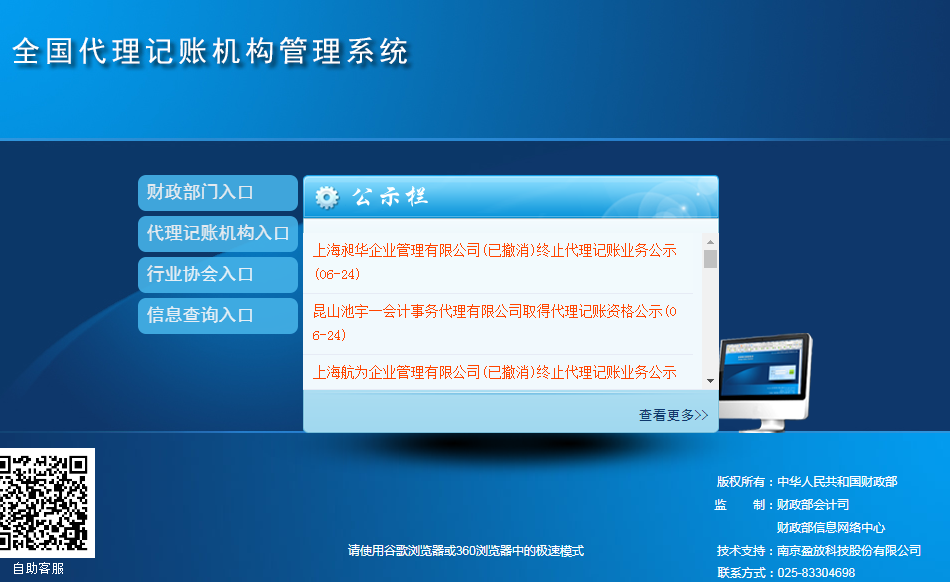 全国代理记账机构管理系统
财政部门入口
代理记账机构入口
行业协会入口
信息查询入口
公示栏
上海昶华企业管理有限公司(已撤消)终止代理记账业务公示
(06-24)
昆山池宇一会计事务代理有限公司取得代理记账资格公示(0
6-24)
上海航为企业管理有限公司(已撤消)终止代理记账业务公示
查看更多>>
自助客服
请使用谷歌浏览器或360浏览器中的极速模式
版权所有：中华人民共和国财政部
监 制：财政部会计司
财政部信息网络中心
技术支持：南京盈放科技股份有限公司
联系方式：025-83304698